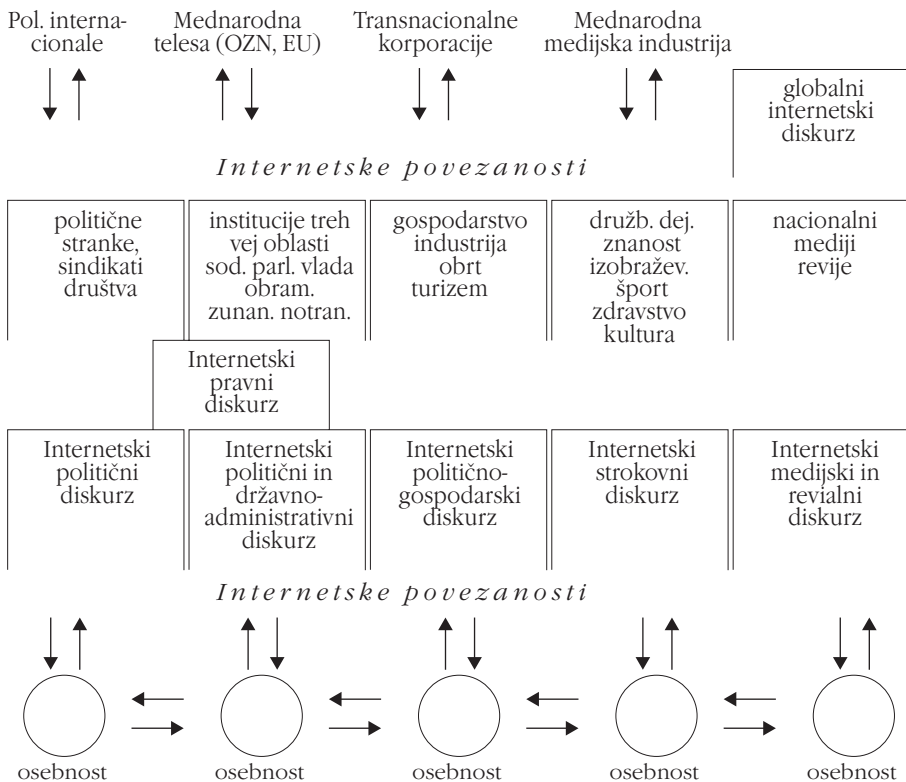 Pol. interna-
cionale
Mednarodna
telesa (OZN, EU)
Transnacionalne
korporacije
Mednarodna
medijska industrija
globalni
internetski
diskurz
Internetske povezanosti
politične
stranke,
sindikati
društva
institucije treh
vej oblasti
sod. parl. vlada
obram.
zunan. notran.
gospodarstvo
industrija
obrt
turizem
družb. dej.
znanost
izobražev.
šport
zdravstvo
kultura
nacionalni
mediji
revije
Internetski
pravni
diskurz
Internetski
politični
diskurz
Internetski
politični in
državno-
administrativni
diskurz
Internetski
politično-
gospodarski
diskurz
Internetski
strokovni
diskurz
Internetski
medijski in
revialni
diskurz
Internetske povezanosti
osebnost
osebnost
osebnost
osebnost
osebnost